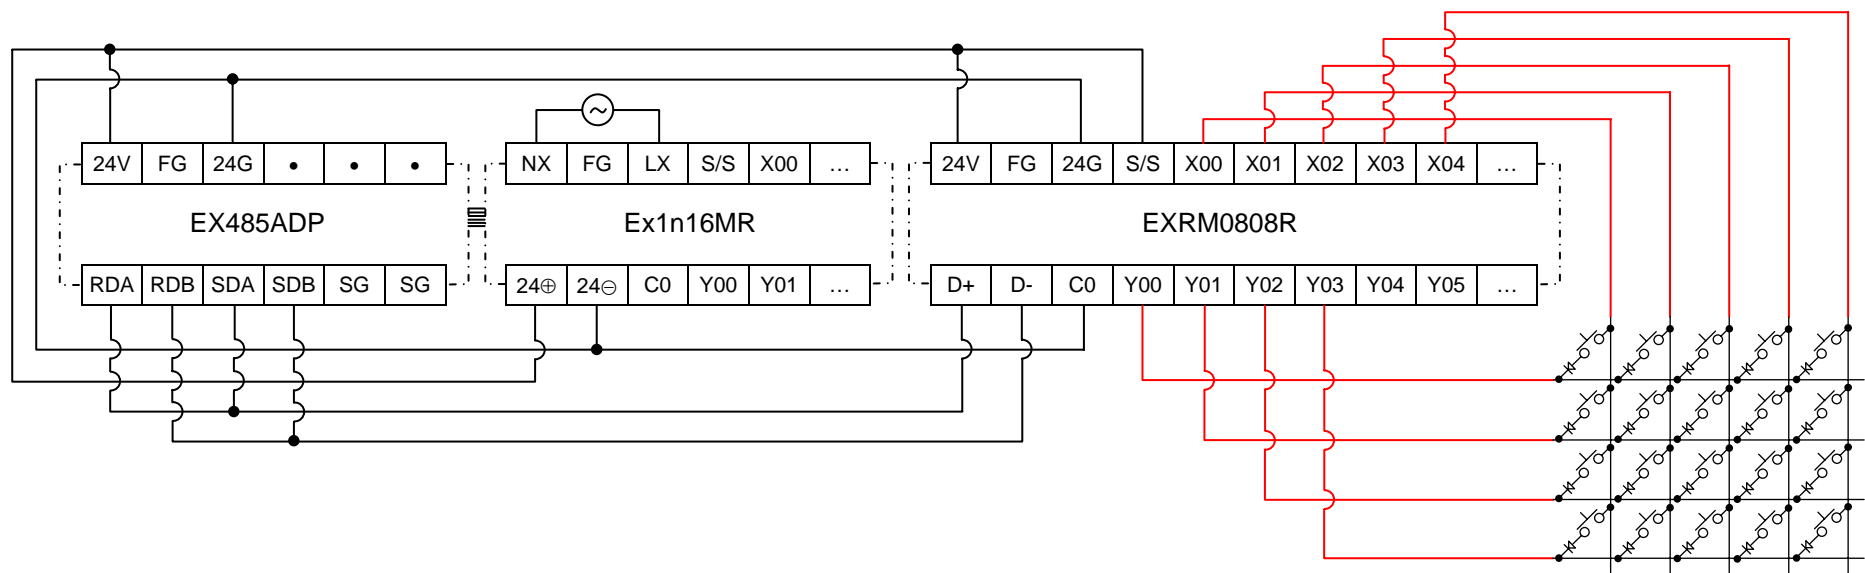 24V FG 24G • • •
EX485ADP
RDA RDB SDA SDB SG SG
NX FG LX S/S X00 ...
Ex1n16MR
24⊕ 24⊖ C0 Y00 Y01 ...
24V FG 24G S/S X00 X01 X02 X03 X04 ...
EXRM0808R
D+ D- C0 Y00 Y01 Y02 Y03 Y04 Y05 ...